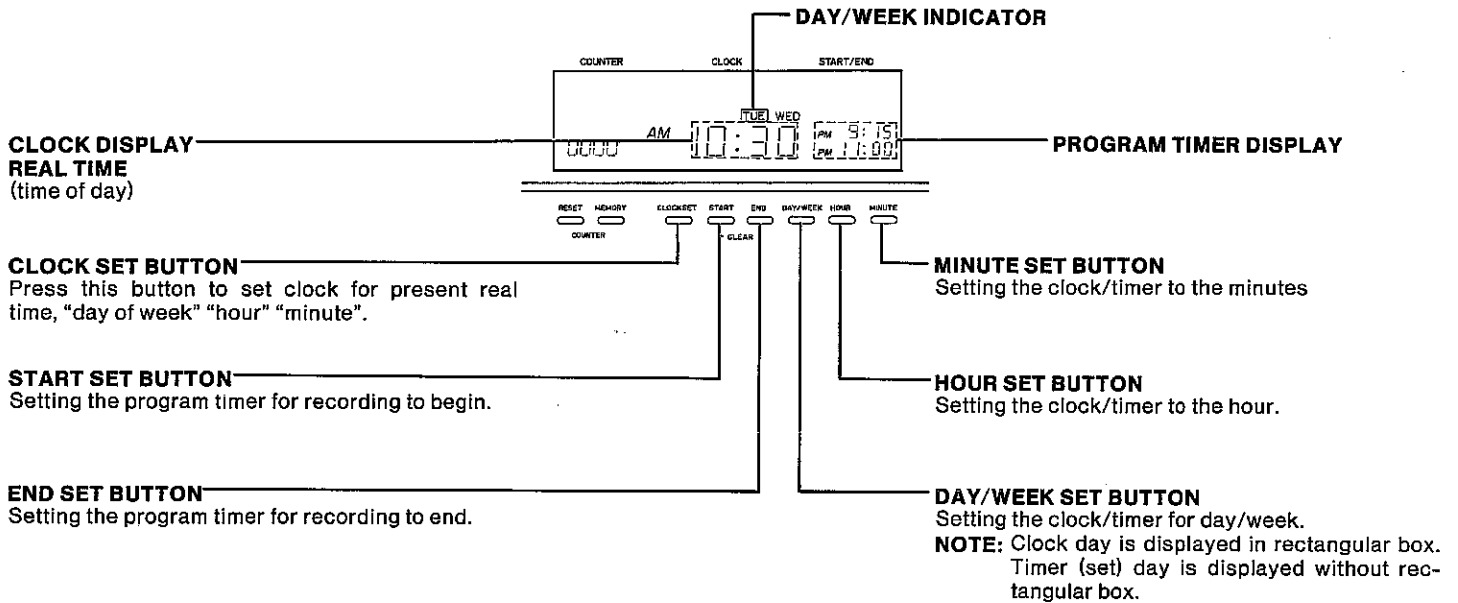 DAY/WEEK INDICATOR
COUNTER CLOCK START/END
TUE WED
AM 10:30
0000
PM 9:15
PM 11:00
CLOCK DISPLAY
REAL TIME
(time of day)
PROGRAM TIMER DISPLAY
RESET MEMORY CLOCKSET START END DAY/WEEK HOUR MINUTE
COUNTER CLEAR
CLOCK SET BUTTON
Press this button to set clock for present real
time, “day of week” “hour” “minute”.
MINUTE SET BUTTON
Setting the clock/timer to the minutes
START SET BUTTON
Setting the program timer for recording to begin.
HOUR SET BUTTON
Setting the clock/timer to the hour.
END SET BUTTON
Setting the program timer for recording to end.
DAY/WEEK SET BUTTON
Setting the clock/timer for day/week.
NOTE: Clock day is displayed in rectangular box.
Timer (set) day is displayed without rec-
tangular box.